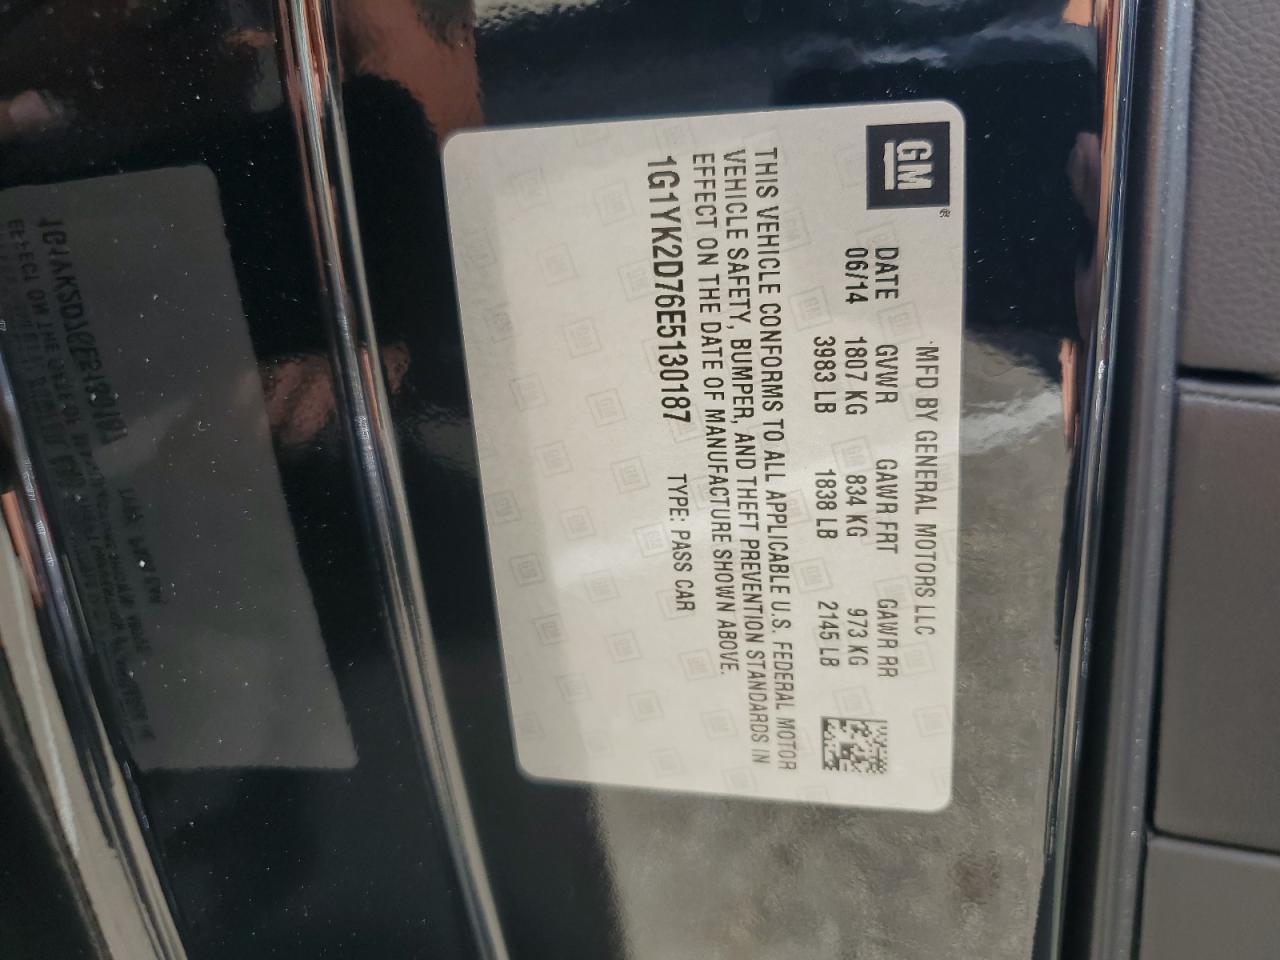 GM®
MFD BY GENERAL MOTORS LLC
DATE GVWR GAWR FRT GAWR RR
06/14 1807 KG 834 KG 973 KG
3983 LB 1838 LB 2145 LB
THIS VEHICLE CONFORMS TO ALL APPLICABLE U.S. FEDERAL MOTOR
VEHICLE SAFETY, BUMPER, AND THEFT PREVENTION STANDARDS IN
EFFECT ON THE DATE OF MANUFACTURE SHOWN ABOVE.
1G1YK2D76E5130187 TYPE: PASS CAR